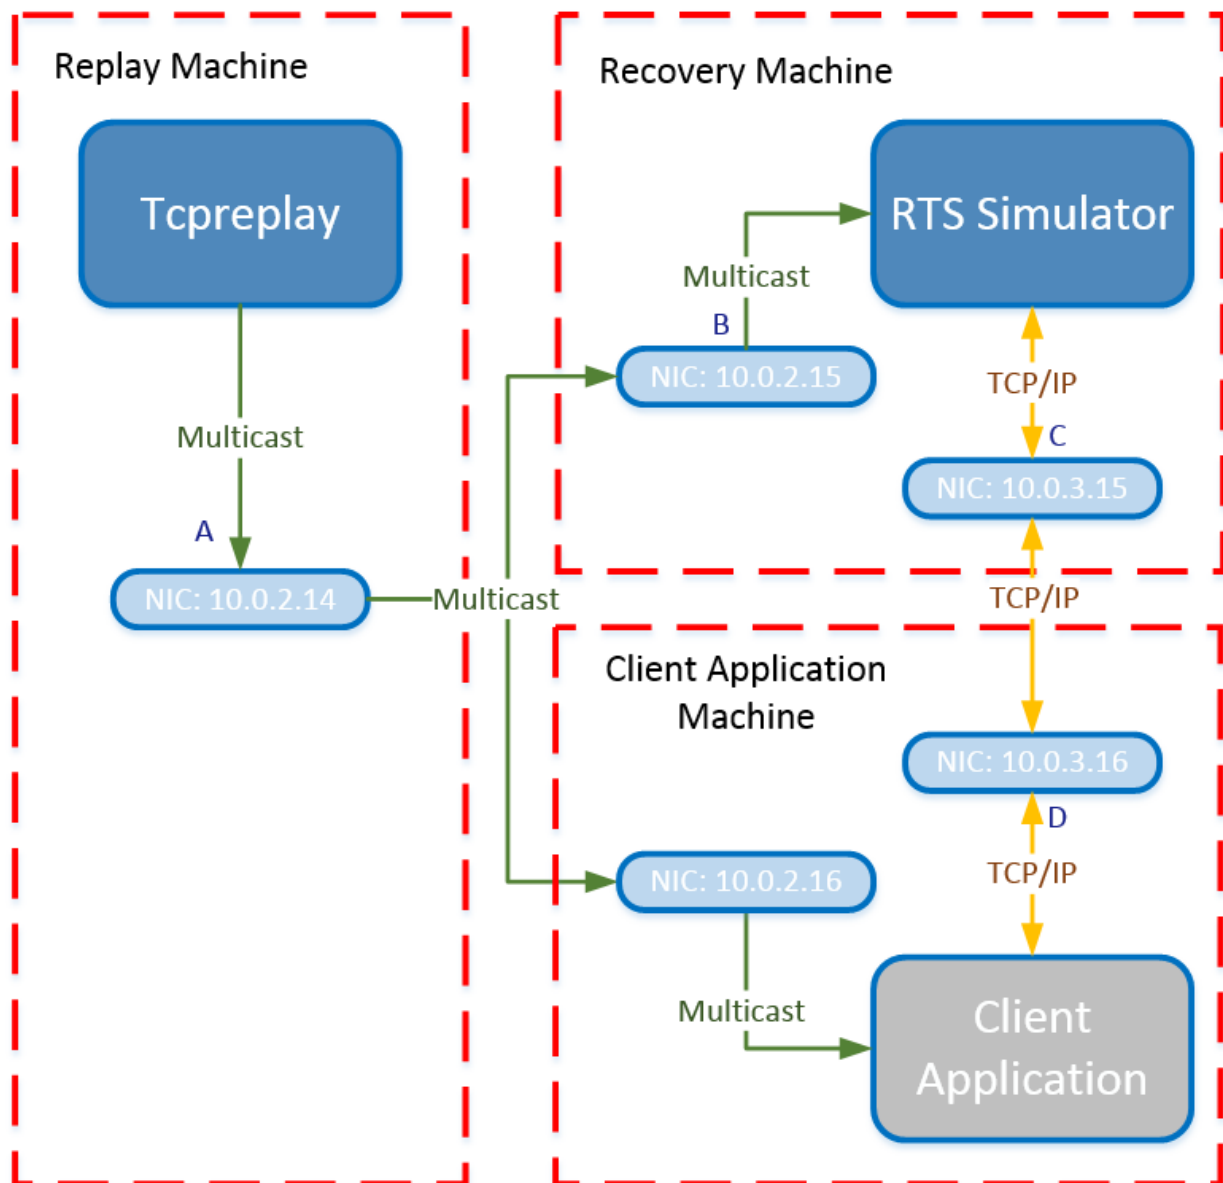 Replay Machine
Tcpreplay
Multicast
A
NIC: 10.0.2.14
Multicast
Recovery Machine
RTS Simulator
Multicast
B
NIC: 10.0.2.15
TCP/IP
C
NIC: 10.0.3.15
TCP/IP
Client Application
Machine
NIC: 10.0.3.16
D
TCP/IP
NIC: 10.0.2.16
Multicast
Client
Application